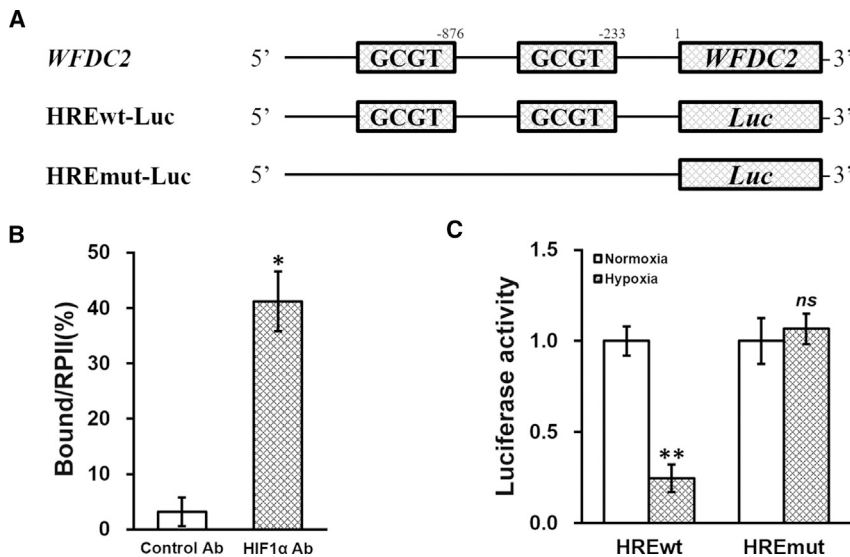 A
-876 -233 1
WFDC2 5' GCGT GCGT WFDC2 3'
HREwt-Luc 5' GCGT GCGT Luc 3'
HREmut-Luc 5' Luc 3'
B
Bound/RPII(%)
50
40
30
20
10
0
*
Control Ab HIF1α Ab
C
Luciferase activity
1.5
1.0
0.5
0.0
Normoxia
Hypoxia
**
ns
HREwt HREmut